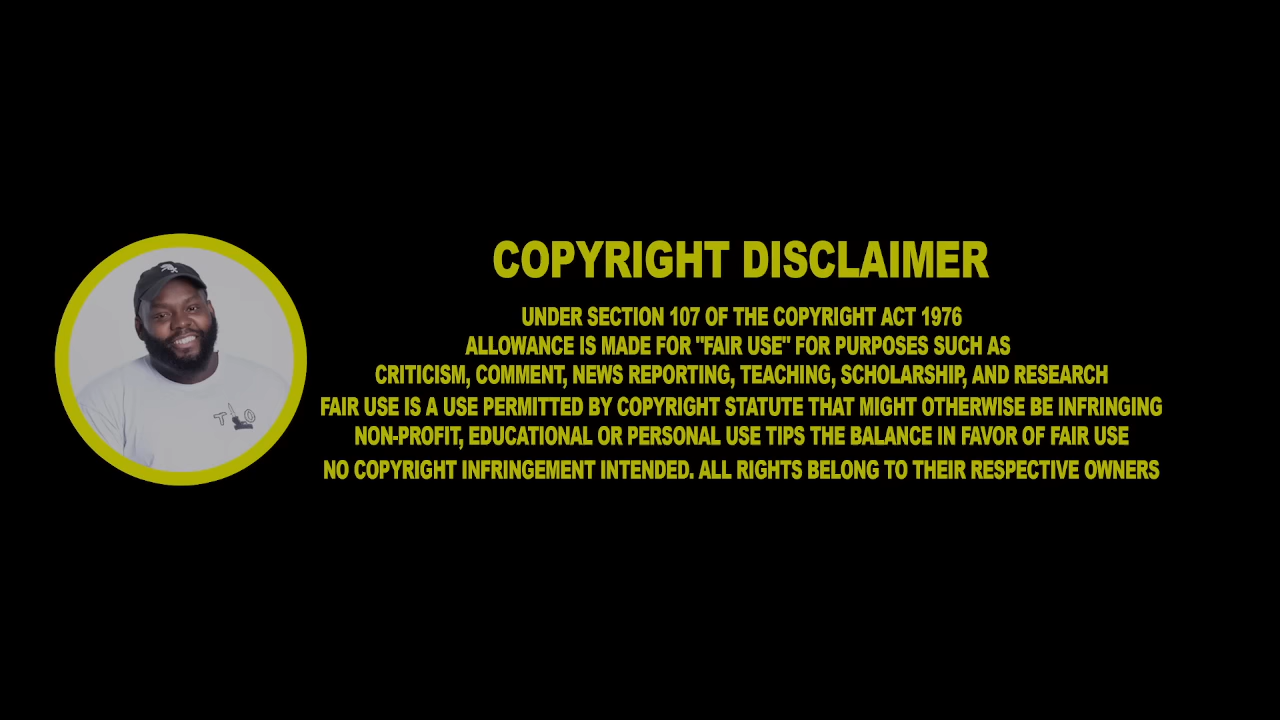 COPYRIGHT DISCLAIMER
UNDER SECTION 107 OF THE COPYRIGHT ACT 1976
ALLOWANCE IS MADE FOR "FAIR USE" FOR PURPOSES SUCH AS
CRITICISM, COMMENT, NEWS REPORTING, TEACHING, SCHOLARSHIP, AND RESEARCH
FAIR USE IS A USE PERMITTED BY COPYRIGHT STATUTE THAT MIGHT OTHERWISE BE INFRINGING
NON-PROFIT, EDUCATIONAL OR PERSONAL USE TIPS THE BALANCE IN FAVOR OF FAIR USE
NO COPYRIGHT INFRINGEMENT INTENDED. ALL RIGHTS BELONG TO THEIR RESPECTIVE OWNERS